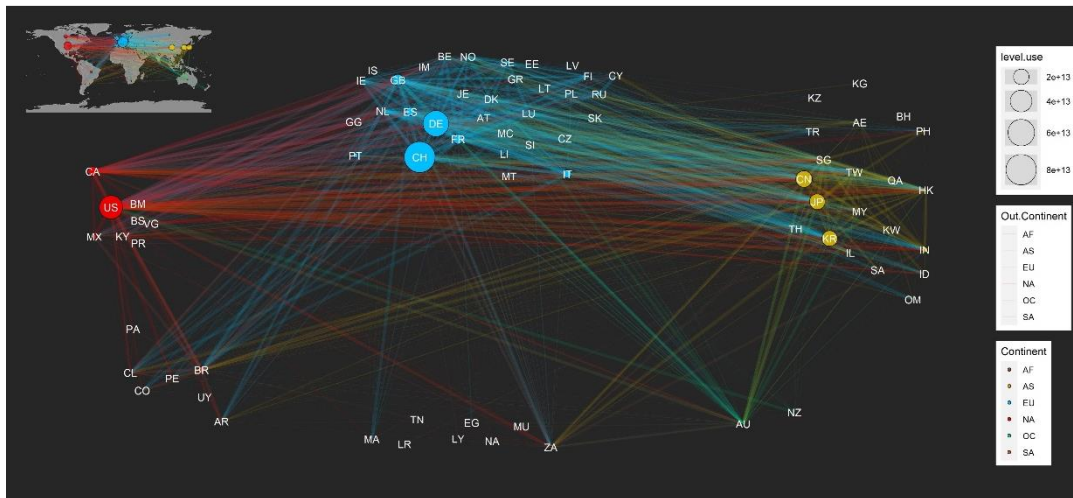 BE NO
IS IM SE EE LV
IE GB GR FI CY
JE DK LT PL RU KG
NL ES KZ
GG DE AT LU SK AE BH
FR MC CZ TR PH
PT CH LI SI SG
CA MT IT CN TW QA
HK
US BM JP
BS VG MY
MX KY PR TH KR KW
IL IN
SA ID
OM
PA
CL PE BR
CO UY
AR TN EG MU AU NZ
MA LR LY NA ZA
level.use
2e+13
4e+13
6e+13
8e+13
Out.Continent
AF
AS
EU
NA
OC
SA
Continent
AF
AS
EU
NA
OC
SA